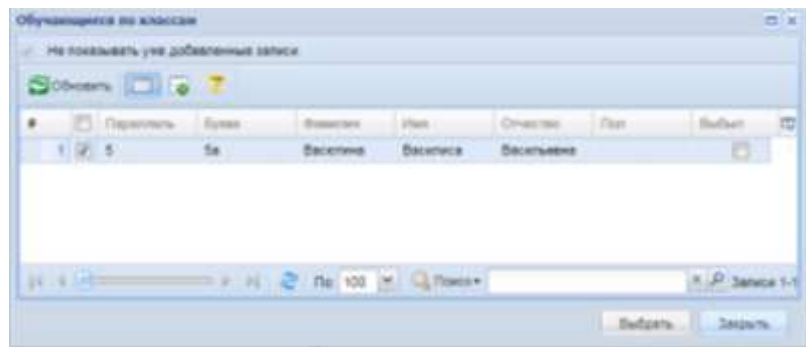 Обучающиеся по классам
Не показывать уже добавленные записи
Обновить
# Параллель Буква Фамилия Имя Отчество Пол Выбыл
1 5 5а Василина Василиса Васильевна
По 100 Поиск Записи 1-1
Выбрать Закрыть